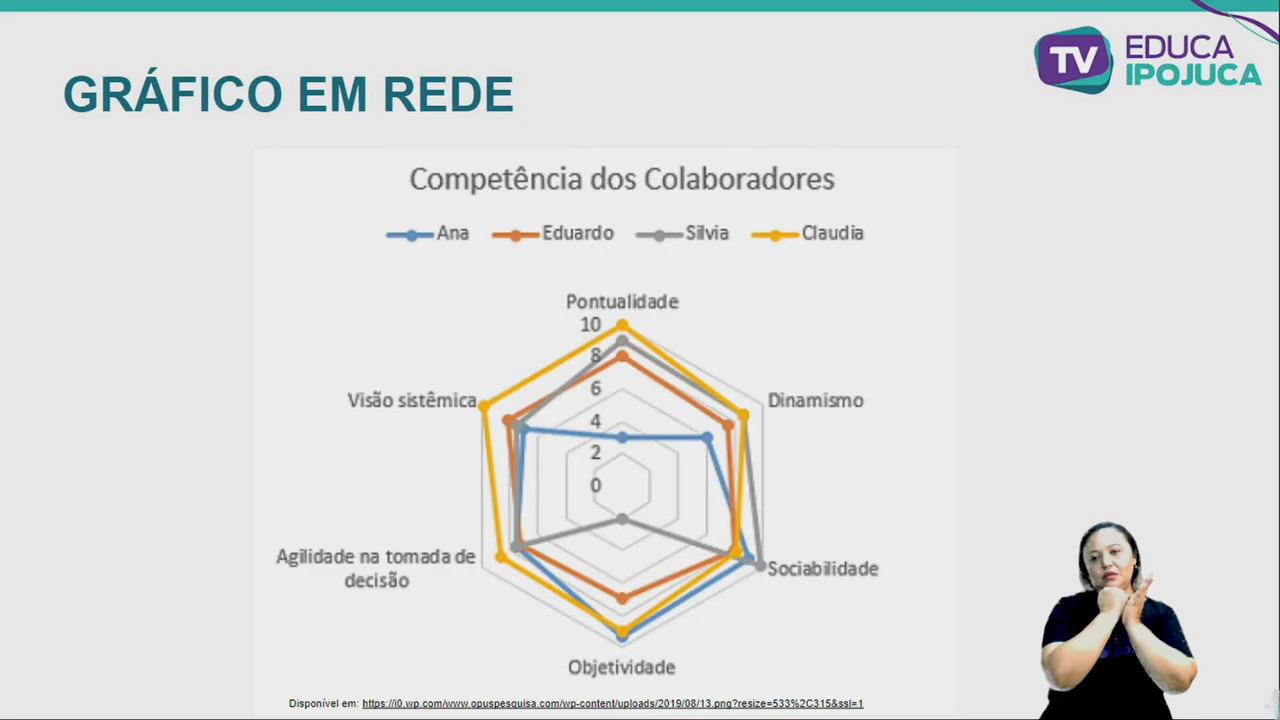 TV EDUCA
IPOJUCA
GRÁFICO EM REDE
Competência dos Colaboradores
Ana Eduardo Silvia Claudia
Pontualidade
10
8
6
4
2
0
Visão sistêmica
Dinamismo
Agilidade na tomada de
decisão
Sociabilidade
Objetividade
Disponível em: https://i0.wp.com/www.opuspesquisa.com/wp-content/uploads/2019/08/13.png?resize=533%2C315&ssl=1